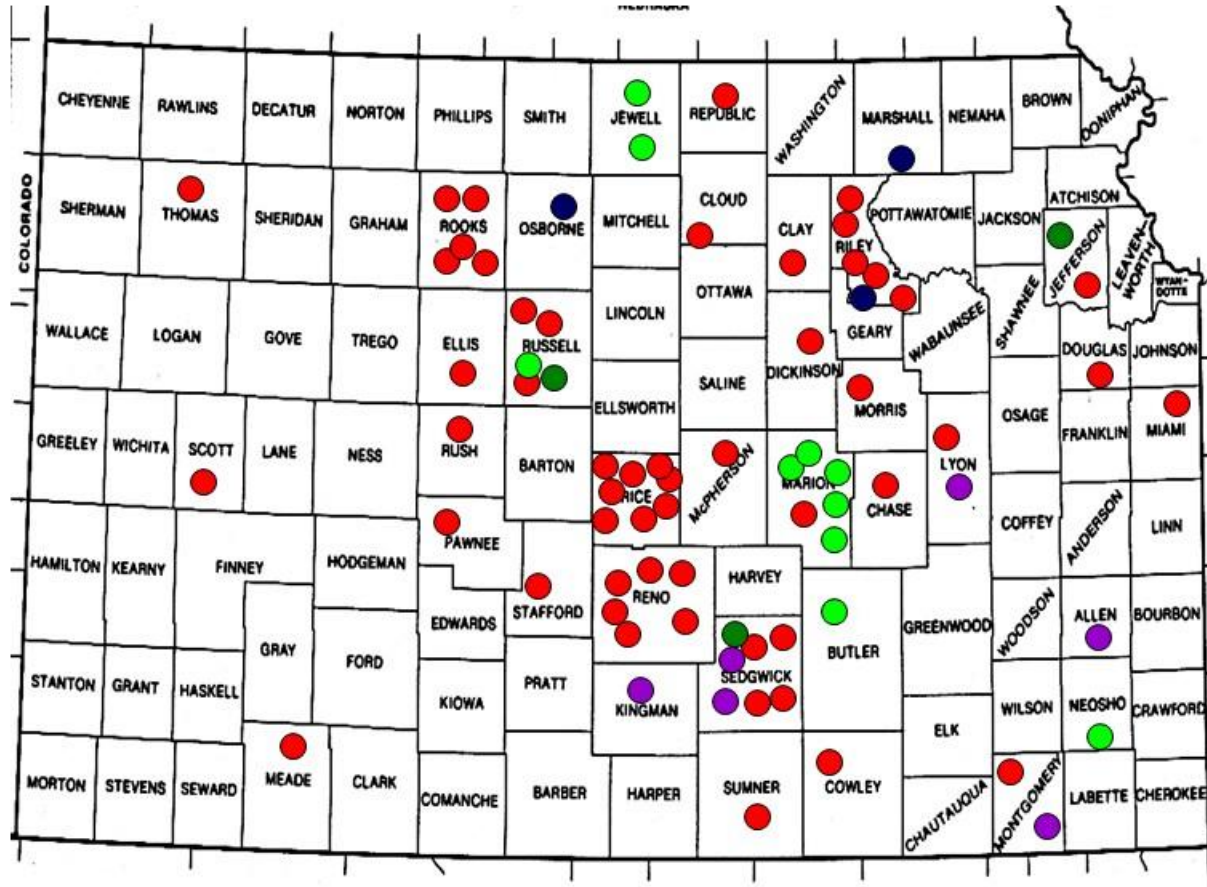 NEBRASKA
COLORADO
CHEYENNE
RAWLINS
DECATUR
NORTON
PHILLIPS
SMITH
JEWELL
REPUBLIC
WASHINGTON
MARSHALL
NEMAHA
BROWN
DONIPHAN
SHERMAN
THOMAS
SHERIDAN
GRAHAM
ROOKS
OSBORNE
MITCHELL
CLOUD
CLAY
RILEY
POTTAWATOMIE
JACKSON
ATCHISON
JEFFERSON
LEAVEN-
WORTH
WYAN-
DOTTE
WALLACE
LOGAN
GOVE
TREGO
ELLIS
RUSSELL
LINCOLN
OTTAWA
SALINE
DICKINSON
GEARY
WABAUNSEE
SHAWNEE
DOUGLAS
JOHNSON
GREELEY
WICHITA
SCOTT
LANE
NESS
RUSH
BARTON
ELLSWORTH
RICE
McPHERSON
MARION
MORRIS
CHASE
LYON
OSAGE
FRANKLIN
MIAMI
HAMILTON
KEARNY
FINNEY
HODGEMAN
PAWNEE
STAFFORD
RENO
HARVEY
COFFEY
ANDERSON
LINN
GRAY
FORD
EDWARDS
SEDGWICK
BUTLER
GREENWOOD
WOODSON
ALLEN
BOURBON
STANTON
GRANT
HASKELL
KIOWA
PRATT
KINGMAN
ELK
WILSON
NEOSHO
CRAWFORD
MORTON
STEVENS
SEWARD
MEADE
CLARK
COMANCHE
BARBER
HARPER
SUMNER
COWLEY
CHAUTAUQUA
MONTGOMERY
LABETTE
CHEROKEE